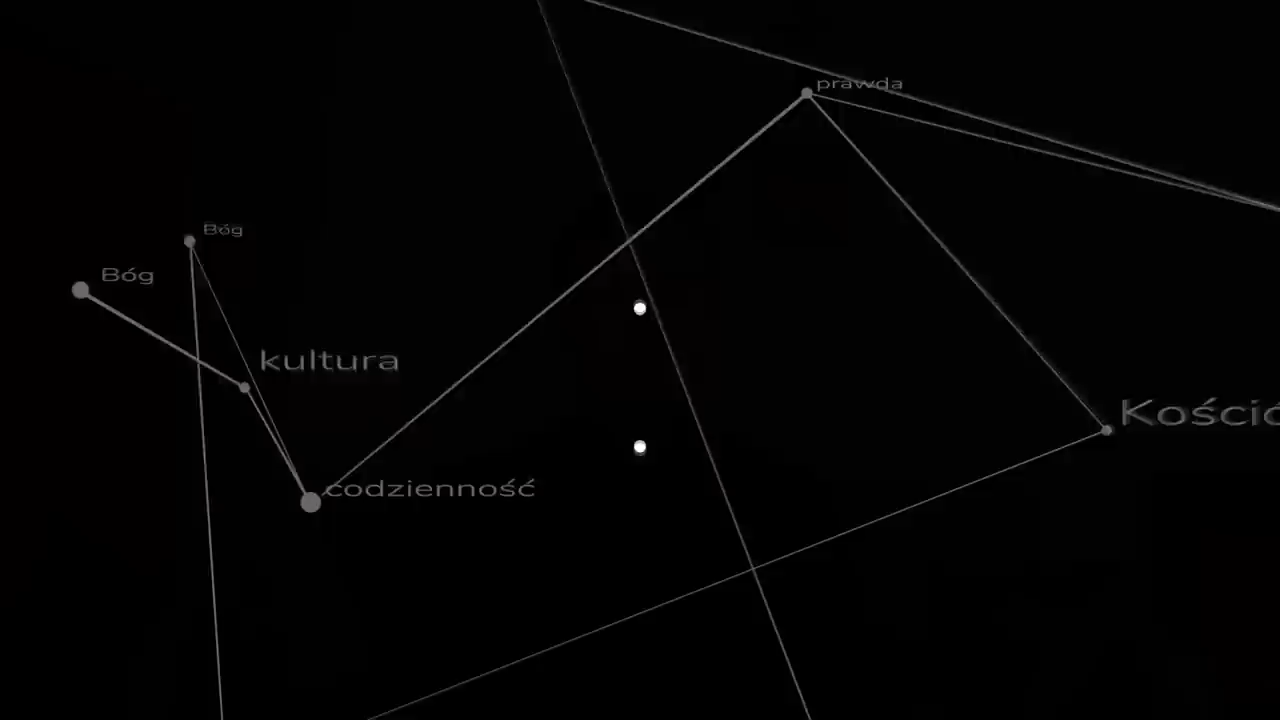 prawda
Bóg
Bóg
kultura
Kośció
codzienność